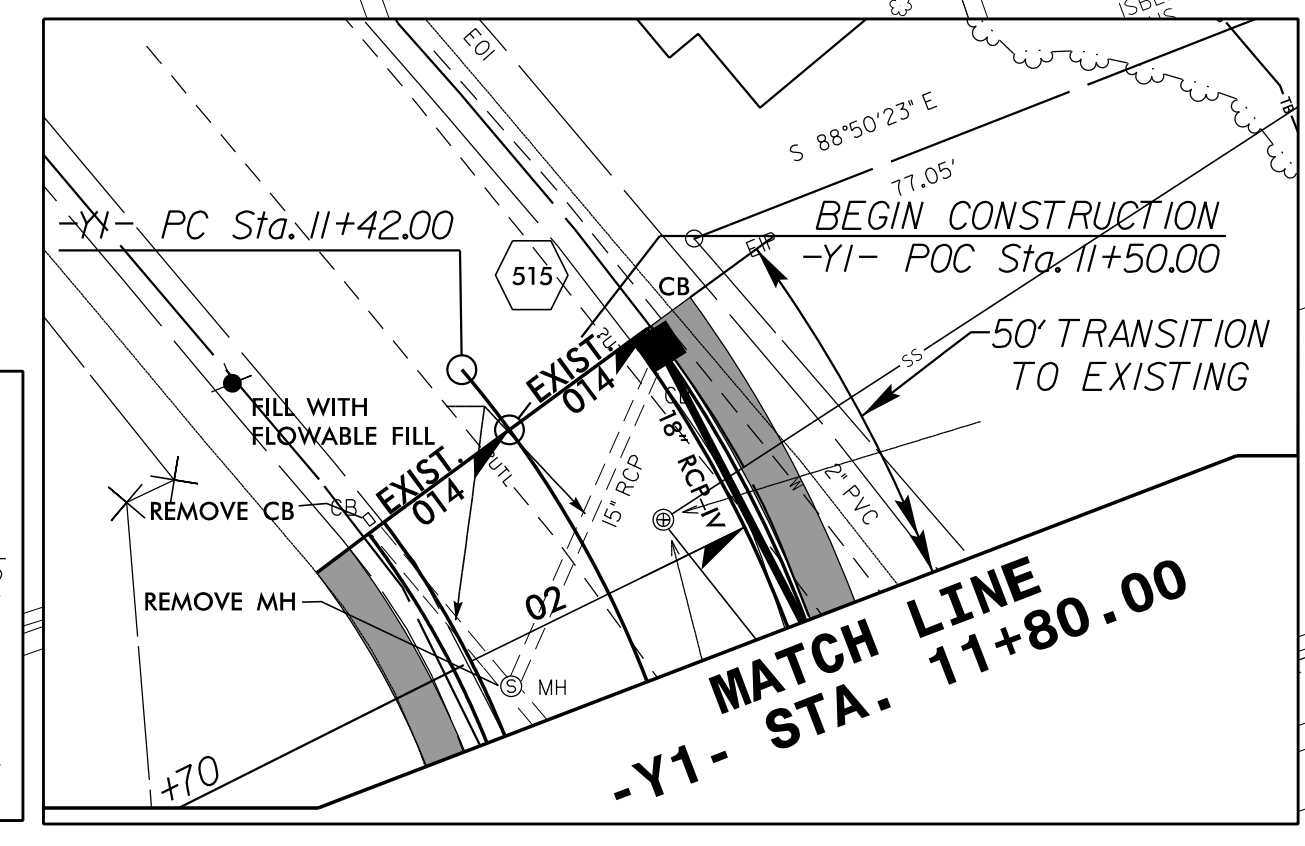 E01
S 88°50'23" E
77.05'
TB
-Y1- PC Sta. 11+42.00
BEGIN CONSTRUCTION
-Y1- POC Sta. 11+50.00
EIP
515
CB
50' TRANSITION
TO EXISTING
SS
EXIST.
014
FILL WITH
FLOWABLE FILL
18" RCP-IV
EXIST.
014
15" RCP
2" PVC
W
REMOVE CB
CB
02
REMOVE MH
S
MH
MATCH LINE
-Y1- STA. 11+80.00
+70